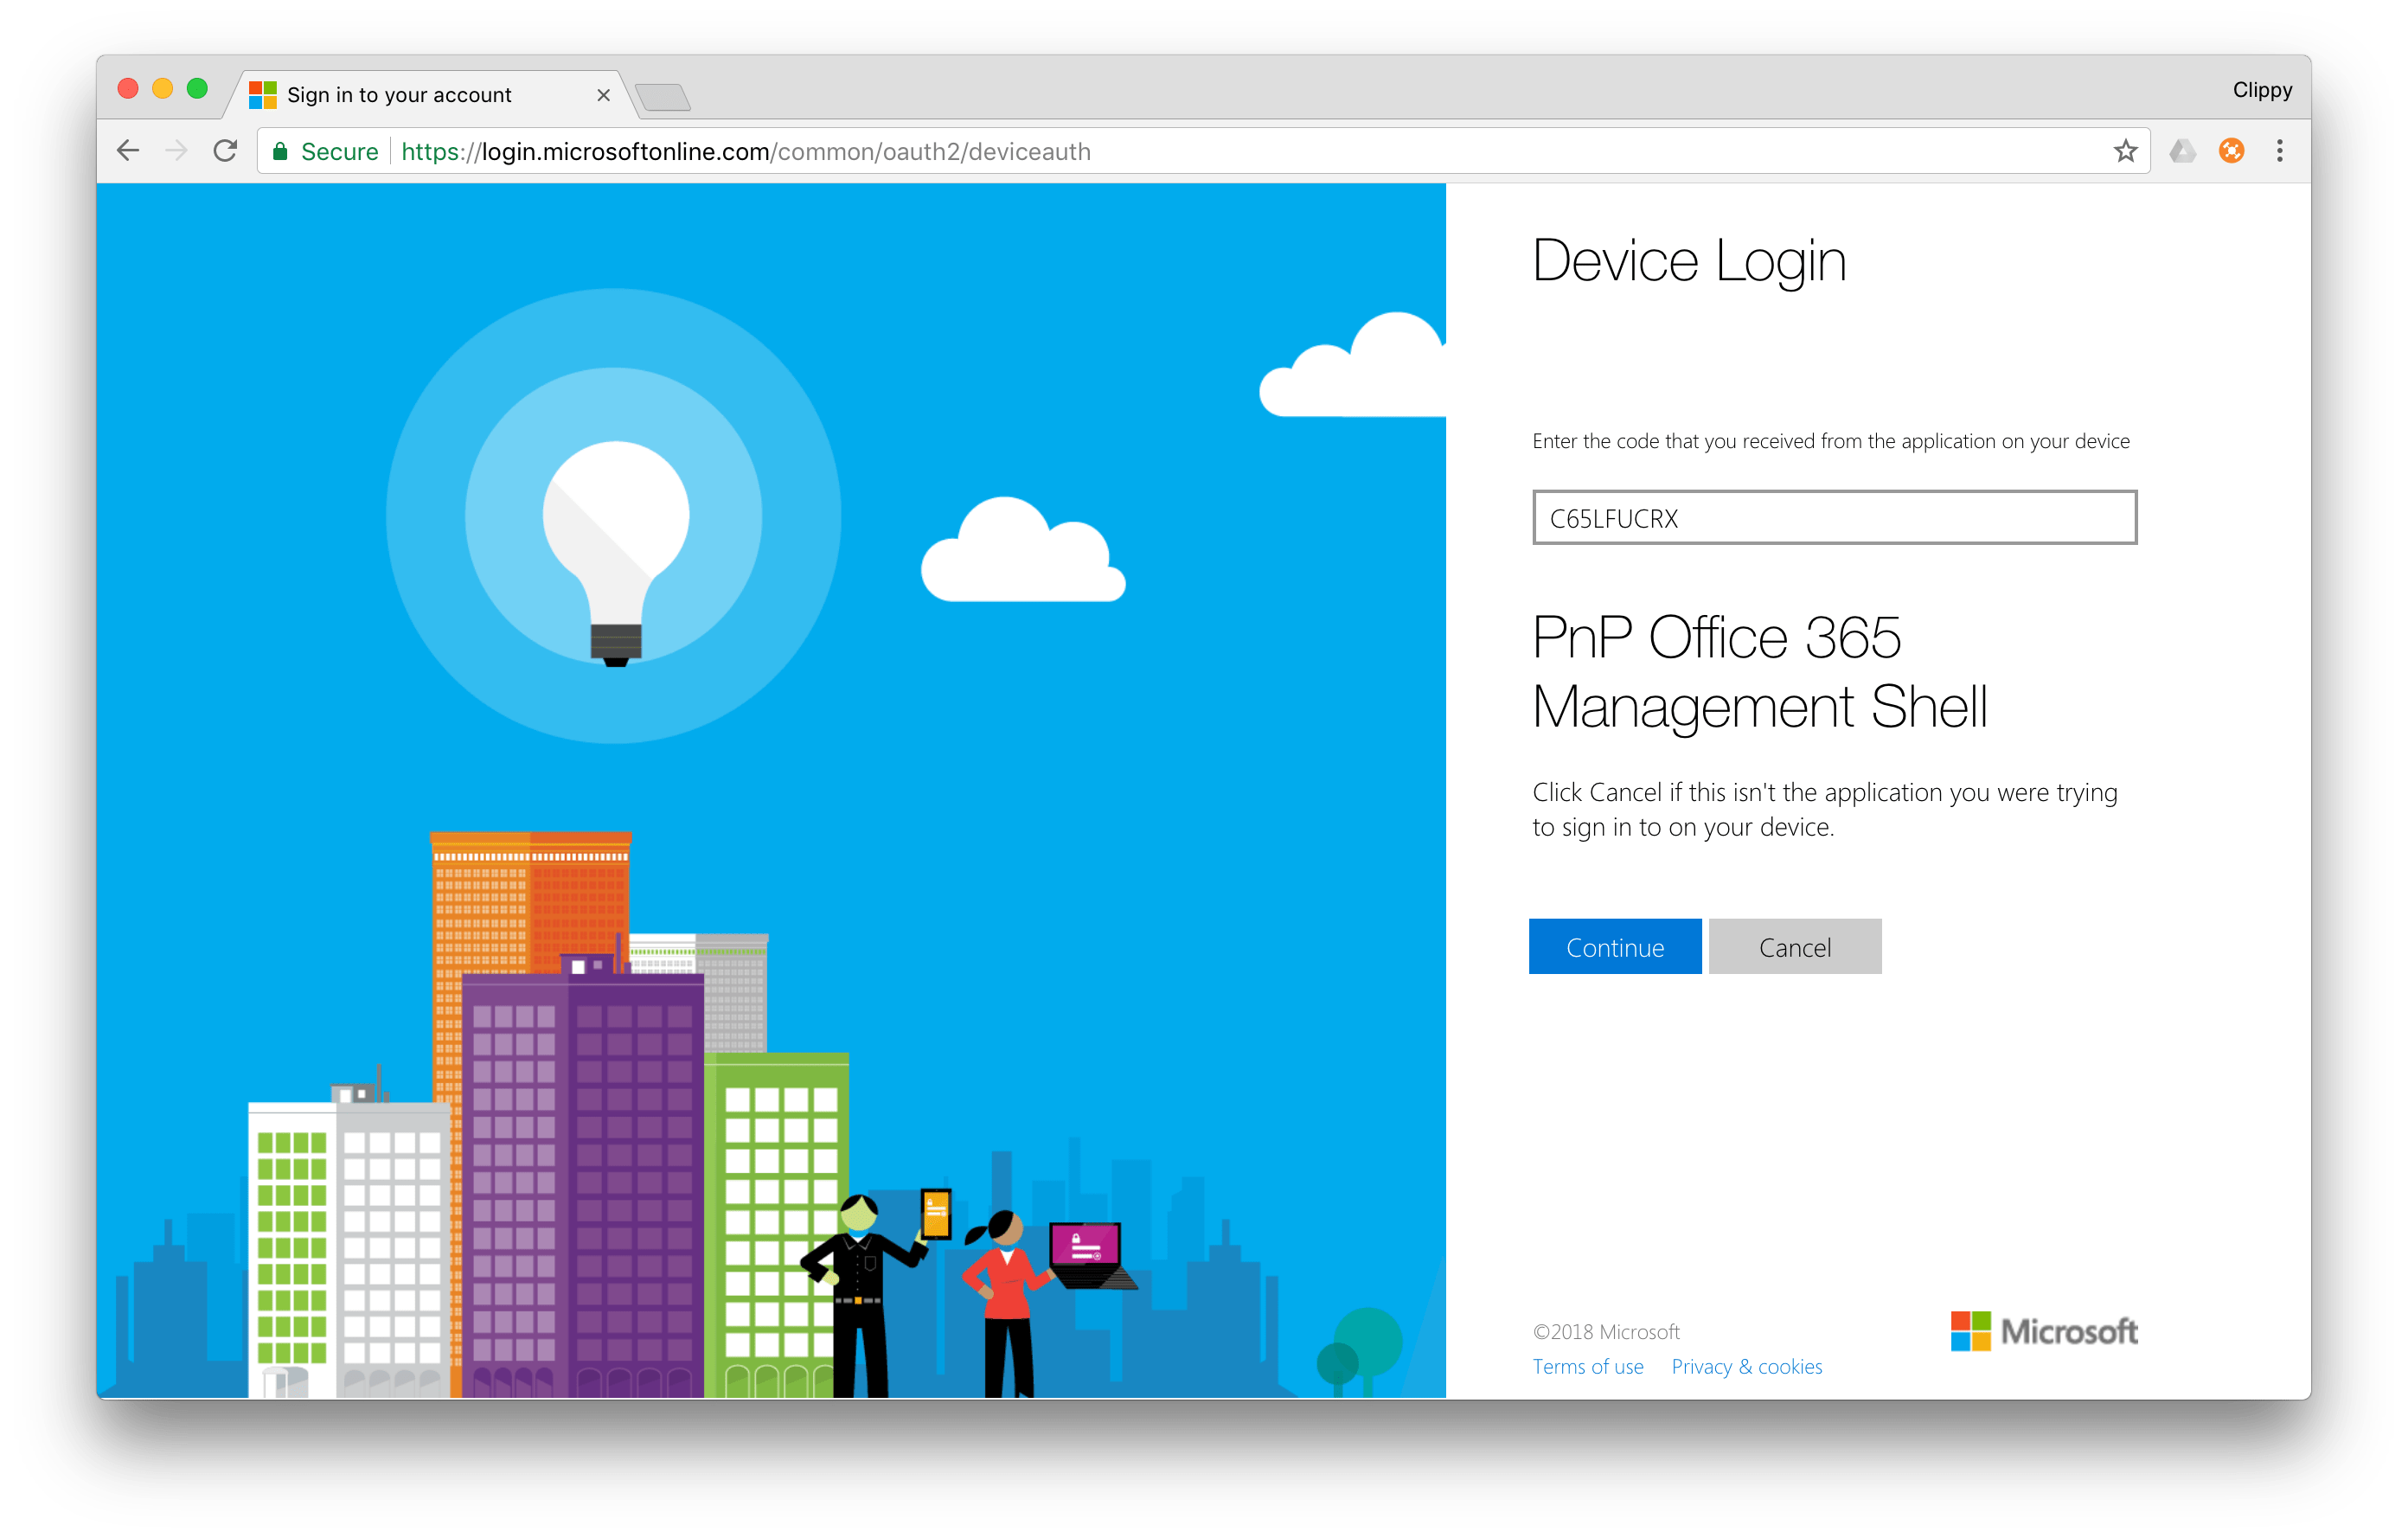 Sign in to your account
Clippy
Secure https://login.microsoftonline.com/common/oauth2/deviceauth
Device Login
Enter the code that you received from the application on your device
C65LFUCRX
PnP Office 365
Management Shell
Click Cancel if this isn't the application you were trying
to sign in to on your device.
Continue Cancel
©2018 Microsoft
Microsoft
Terms of use Privacy & cookies